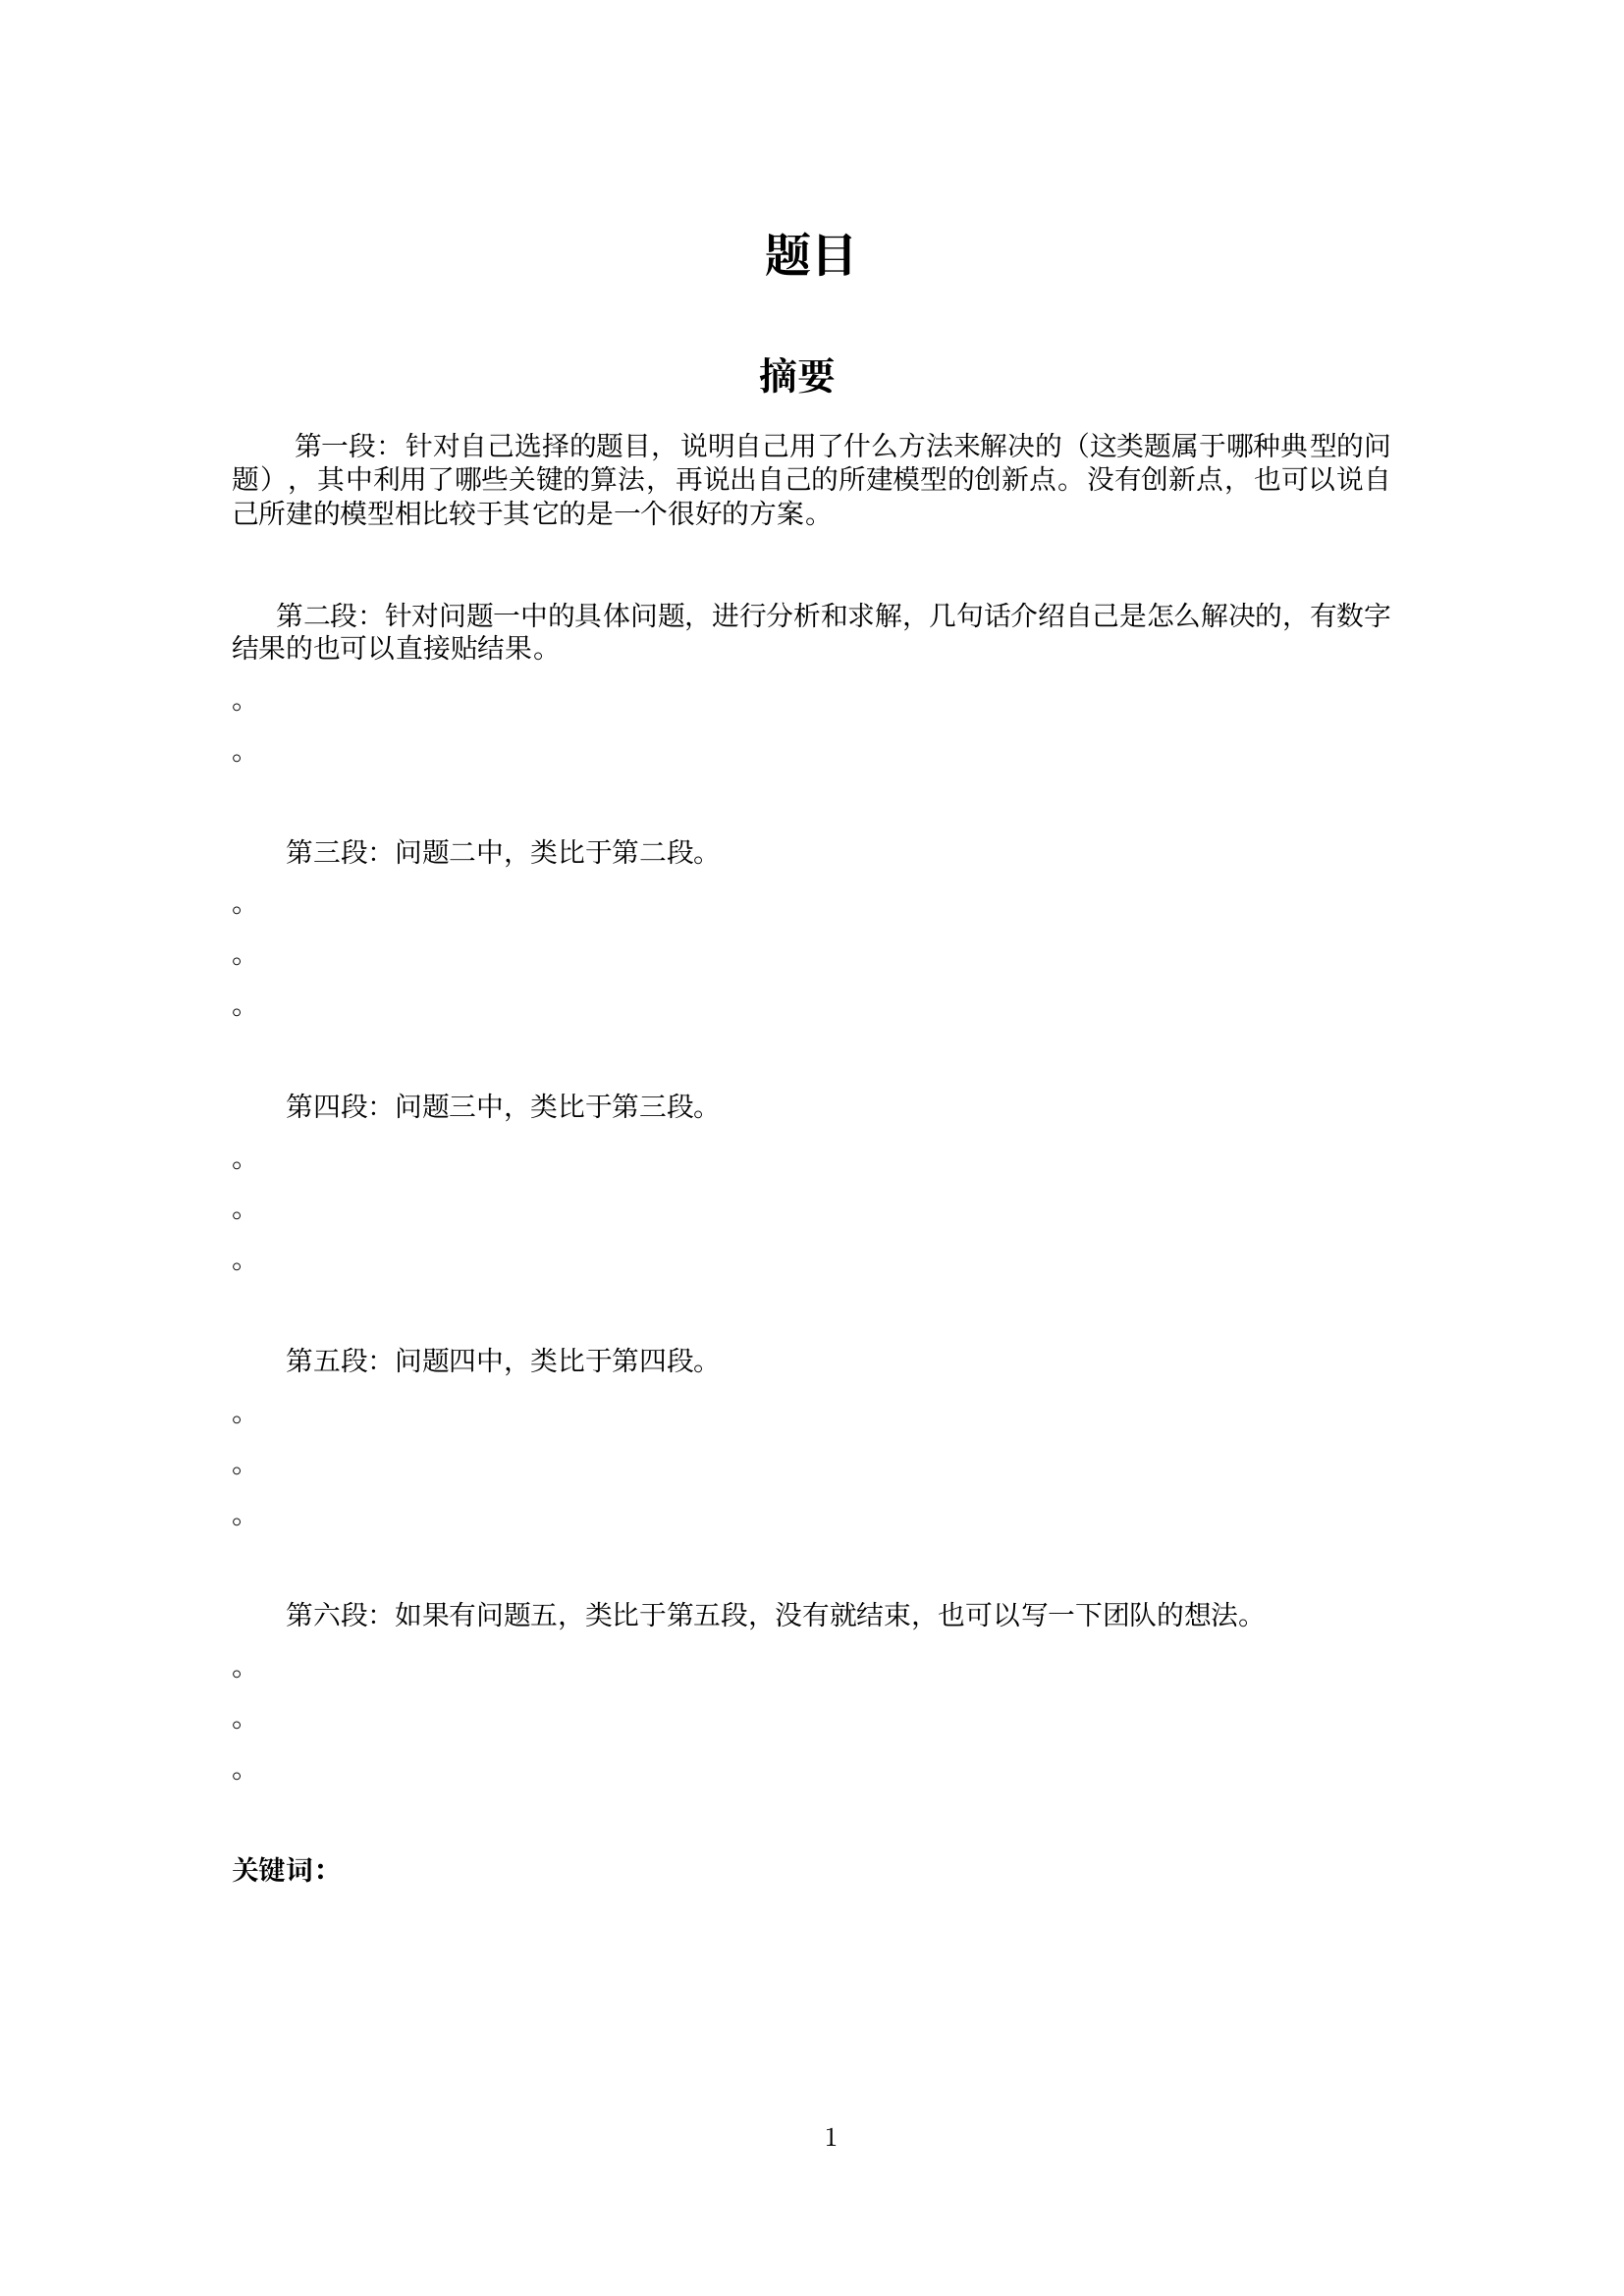 题目
摘要
第一段：针对自己选择的题目，说明自己用了什么方法来解决的（这类题属于哪种典型的问
题），其中利用了哪些关键的算法，再说出自己的所建模型的创新点。没有创新点，也可以说自
己所建的模型相比较于其它的是一个很好的方案。
第二段：针对问题一中的具体问题，进行分析和求解，几句话介绍自己是怎么解决的，有数字
结果的也可以直接贴结果。
。
。
第三段：问题二中，类比于第二段。
。
。
。
第四段：问题三中，类比于第三段。
。
。
。
第五段：问题四中，类比于第四段。
。
。
。
第六段：如果有问题五，类比于第五段，没有就结束，也可以写一下团队的想法。
。
。
。
关键词：
1